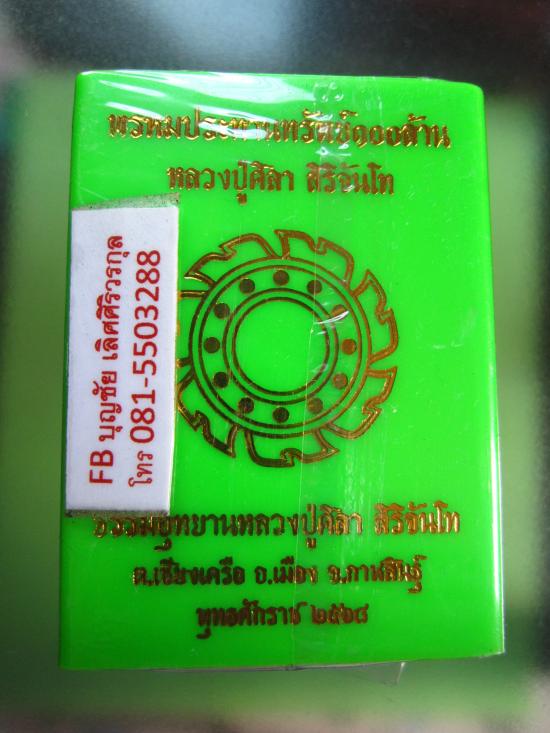 พรหมประทานทรัพย์๑๐๐ล้าน
หลวงปู่ศิลา สิริจันโท
FB บุญชัย เลิศศิริวรกุล
โทร 081-5503288
ธรรมอุทยานหลวงปู่ศิลา สิริจันโท
ต.เชียงเครือ อ.เมือง จ.กาฬสินธุ์
พุทธศักราช ๒๕๖๘